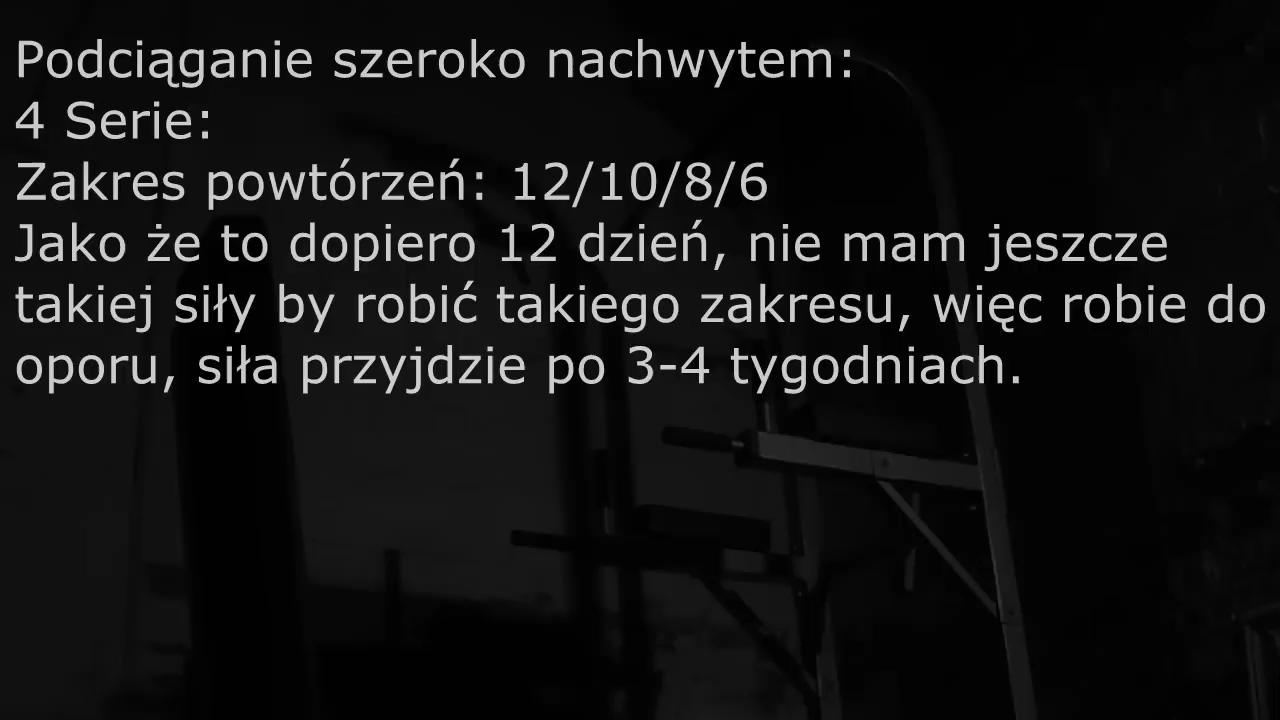 Podciąganie szeroko nachwytem:
4 Serie:
Zakres powtórzeń: 12/10/8/6
Jako że to dopiero 12 dzień, nie mam jeszcze
takiej siły by robić takiego zakresu, więc robie do
oporu, siła przyjdzie po 3-4 tygodniach.